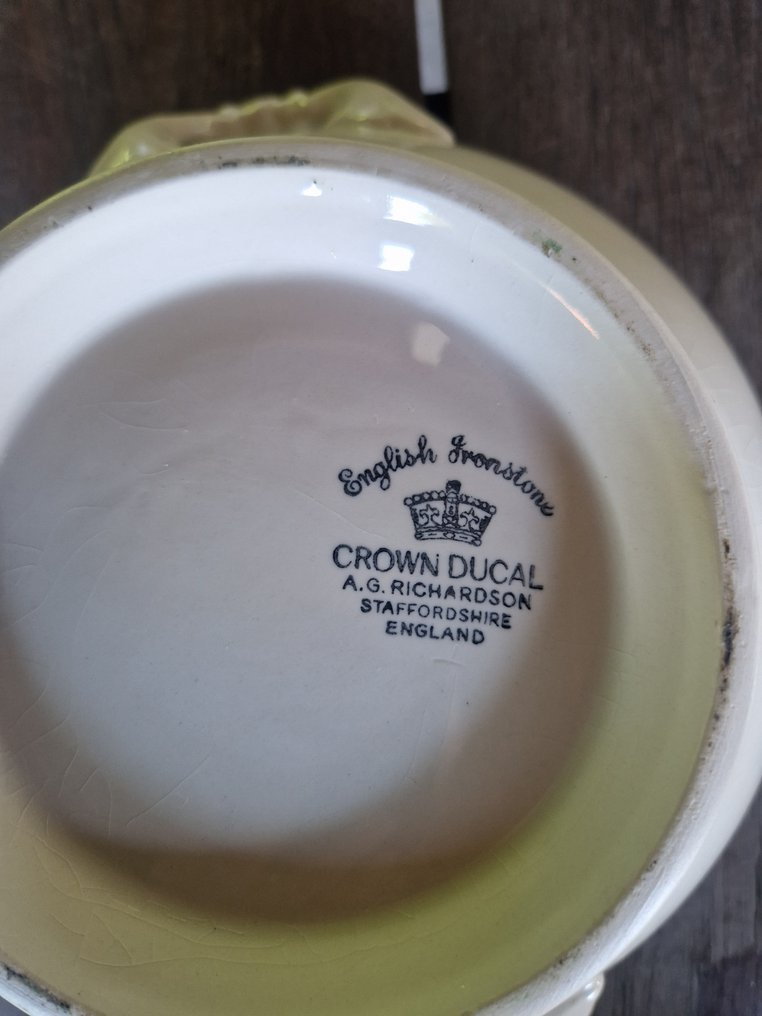 English Ironstone
CROWN DUCAL
A.G. RICHARDSON
STAFFORDSHIRE
ENGLAND